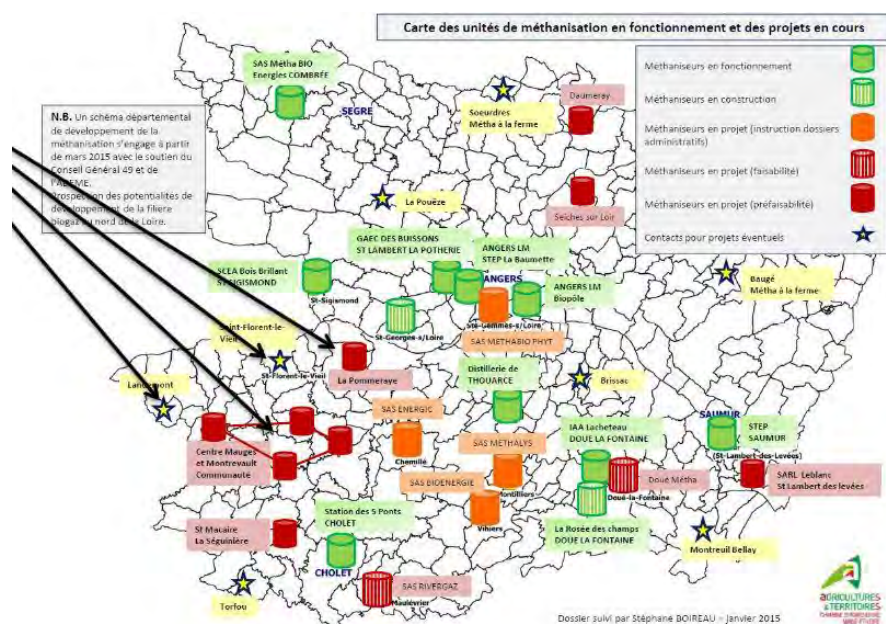 Carte des unités de méthanisation en fonctionnement et des projets en cours
SAS Métha BIO
Energies COMBRÉE
SEGRE
Soeurdres
Métha à la ferme
Daumeray
Méthaniseurs en fonctionnement
Méthaniseurs en construction
Méthaniseurs en projet (instruction dossiers
administratifs)
Méthaniseurs en projet (faisabilité)
Méthaniseurs en projet (préfaisabilité)
Contacts pour projets éventuels
N.B. Un schéma départemental
de développement de la
méthanisation s'engage à partir
de mars 2015 avec le soutien du
Conseil Général 49 et de
l'ADEME.
Prospection des potentialités de
développement de la filière
biogaz au nord de la Loire.
La Pouëze
Seiches sur Loir
GAEC DES BUISSONS
ST LAMBERT LA POTHERIE
ANGERS LM
STEP La Baumette
ANGERS
SCEA Bois Brillant
ST SIGISMOND
St-Sigismond
ANGERS LM
Biopôle
Baugé
Métha à la ferme
St-Georges-s/Loire
Ste-Gemmes-s/Loire
SAS METHABIO PHYT
Saint-Florent-le-
Vieil
St-Florent-le-Vieil
La Pommeraye
Distillerie de
THOUARCE
Brissac
Landemont
SAS ENERGIC
Chemillé
SAS METHALYS
IAA Lacheteau
DOUE LA FONTAINE
SAUMUR
STEP
SAUMUR
(St-Lambert-des-Levées)
Centre Mauges
et Montrevault
Communauté
SAS BIOENERGIE
Montilliers
Vihiers
Doué Métha
Doué-la-Fontaine
SARL Leblanc
St Lambert des levées
St Macaire
La Séguinière
Station des 5 Ponts
CHOLET
CHOLET
La Rosée des champs
DOUE LA FONTAINE
Montreuil Bellay
Torfou
SAS RIVERGAZ
Maulévrier
AGRICULTURES
& TERRITOIRES
CHAMBRE D'AGRICULTURE
MAINE-ET-LOIRE
Dossier suivi par Stéphane BOIREAU – Janvier 2015